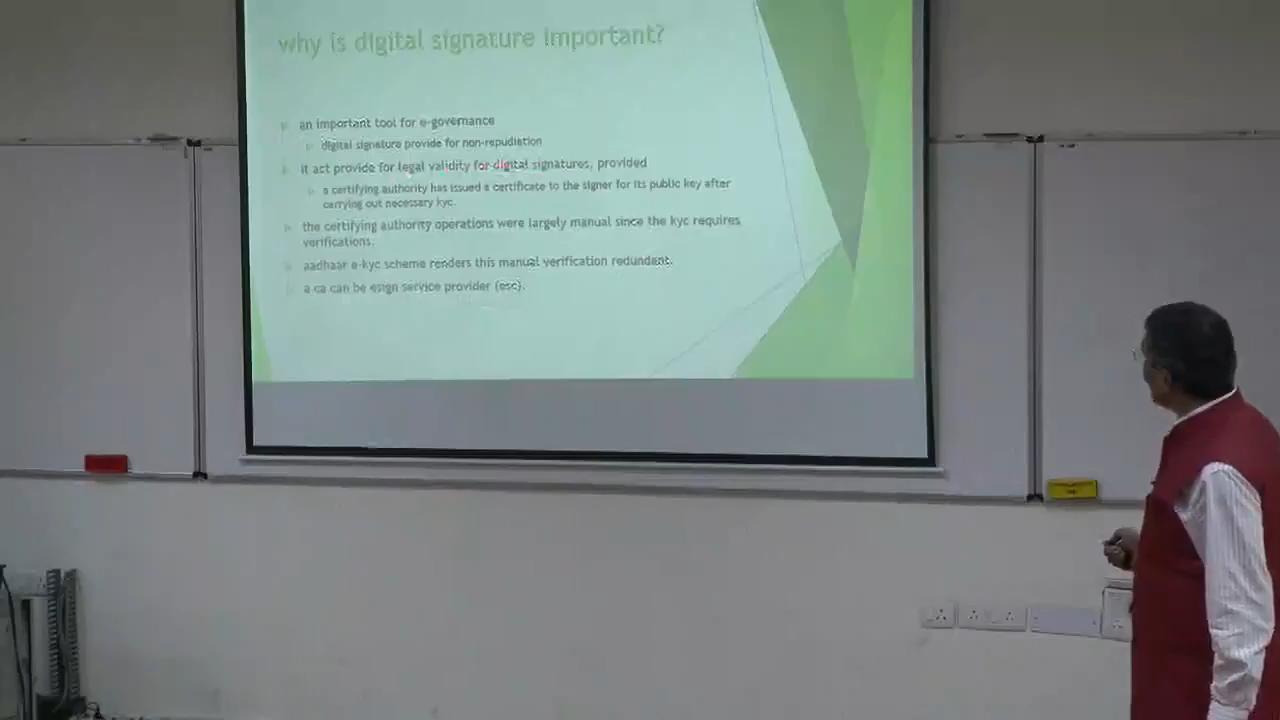 why is digital signature important?
an important tool for e-governance
digital signature provide for non-repudiation
it act provide for legal validity for digital signatures, provided
a certifying authority has issued a certificate to the signer for its public key after
carrying out necessary kyc.
the certifying authority operations were largely manual since the kyc requires
verifications.
aadhaar e-kyc scheme renders this manual verification redundant.
a ca can be esign service provider (esc).